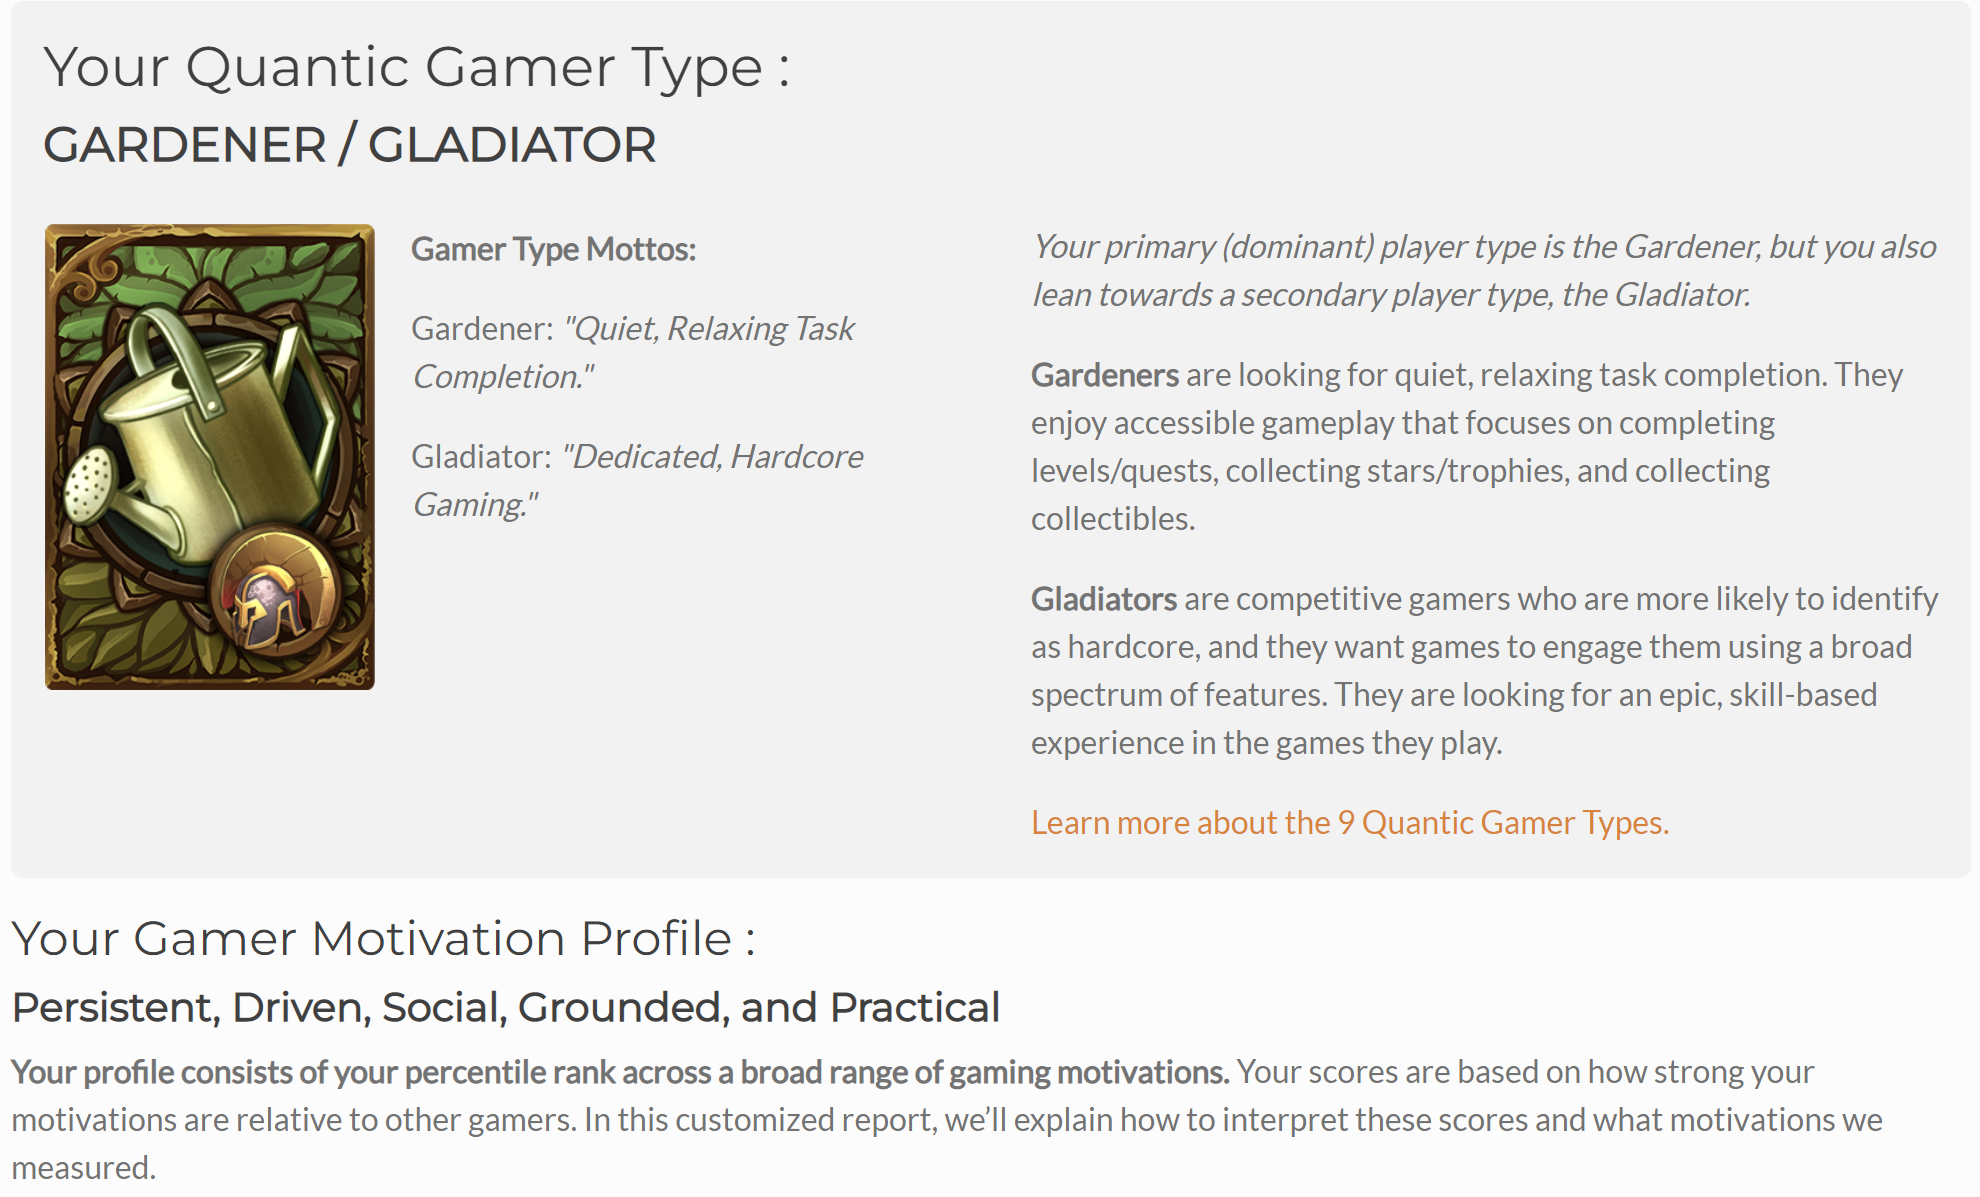 Your Quantic Gamer Type :
GARDENER / GLADIATOR
Gamer Type Mottos:
Gardener: "Quiet, Relaxing Task
Completion."
Gladiator: "Dedicated, Hardcore
Gaming."
Your primary (dominant) player type is the Gardener, but you also
lean towards a secondary player type, the Gladiator.
Gardeners are looking for quiet, relaxing task completion. They
enjoy accessible gameplay that focuses on completing
levels/quests, collecting stars/trophies, and collecting
collectibles.
Gladiators are competitive gamers who are more likely to identify
as hardcore, and they want games to engage them using a broad
spectrum of features. They are looking for an epic, skill-based
experience in the games they play.
Learn more about the 9 Quantic Gamer Types.
Your Gamer Motivation Profile :
Persistent, Driven, Social, Grounded, and Practical
Your profile consists of your percentile rank across a broad range of gaming motivations. Your scores are based on how strong your
motivations are relative to other gamers. In this customized report, we’ll explain how to interpret these scores and what motivations we
measured.